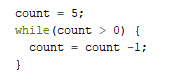 count = 5;
while(count > 0) {
count = count -1;
}